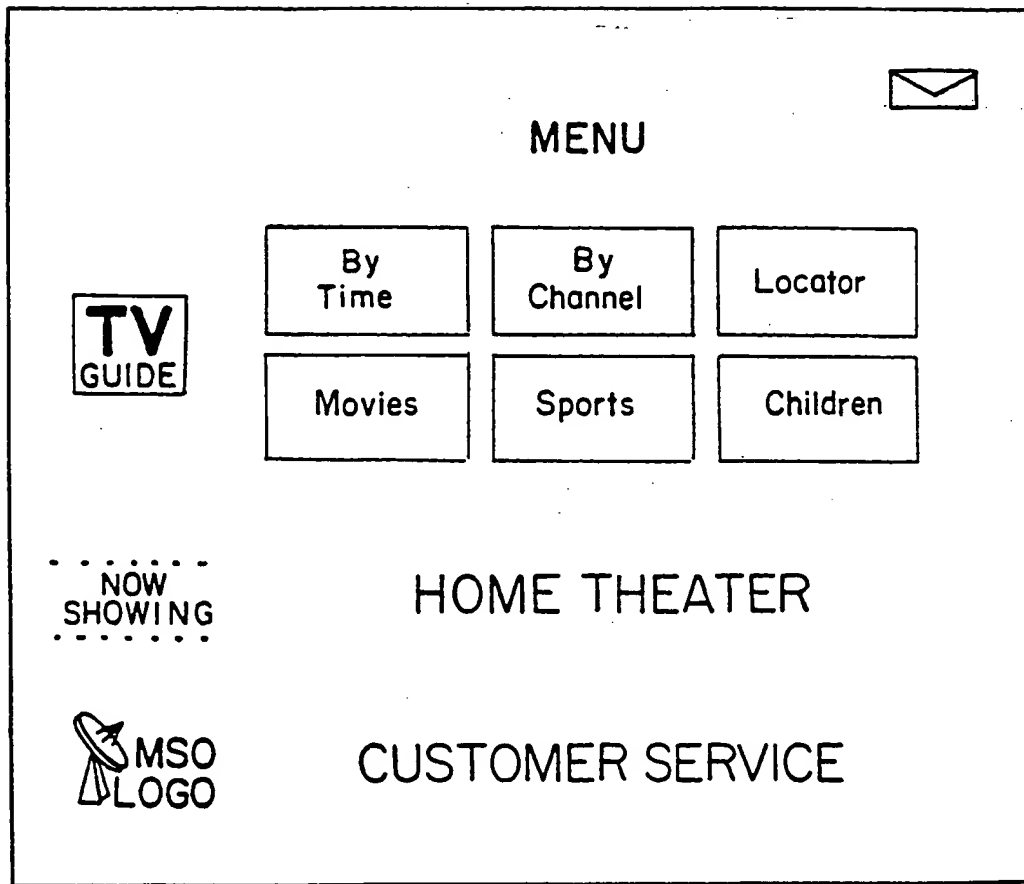 MENU
By
Time
By
Channel
Locator
TV
GUIDE
Movies
Sports
Children
NOW
SHOWING
HOME THEATER
MSO
LOGO
CUSTOMER SERVICE